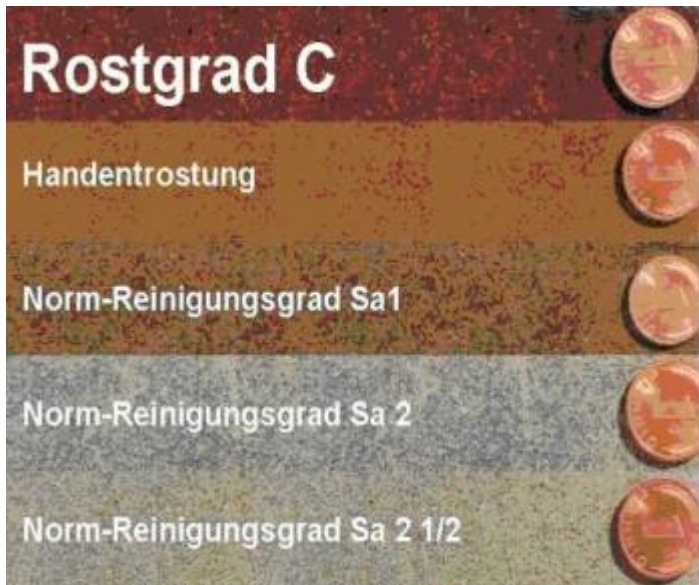 Rostgrad C
Handentrostung
Norm-Reinigungsgrad Sa1
Norm-Reinigungsgrad Sa 2
Norm-Reinigungsgrad Sa 2 1/2